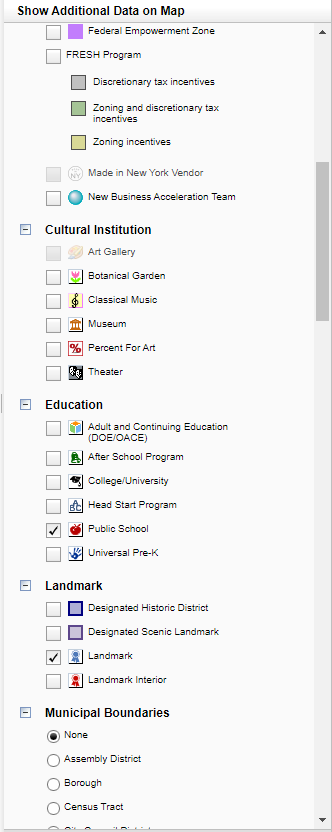 Show Additional Data on Map
Federal Empowerment Zone
FRESH Program
Discretionary tax incentives
Zoning and discretionary tax
incentives
Zoning incentives
Made in New York Vendor
New Business Acceleration Team
Cultural Institution
Art Gallery
Botanical Garden
Classical Music
Museum
Percent For Art
Theater
Education
Adult and Continuing Education
(DOE/OACE)
After School Program
College/University
Head Start Program
Public School
Universal Pre-K
Landmark
Designated Historic District
Designated Scenic Landmark
Landmark
Landmark Interior
Municipal Boundaries
None
Assembly District
Borough
Census Tract
City Council District